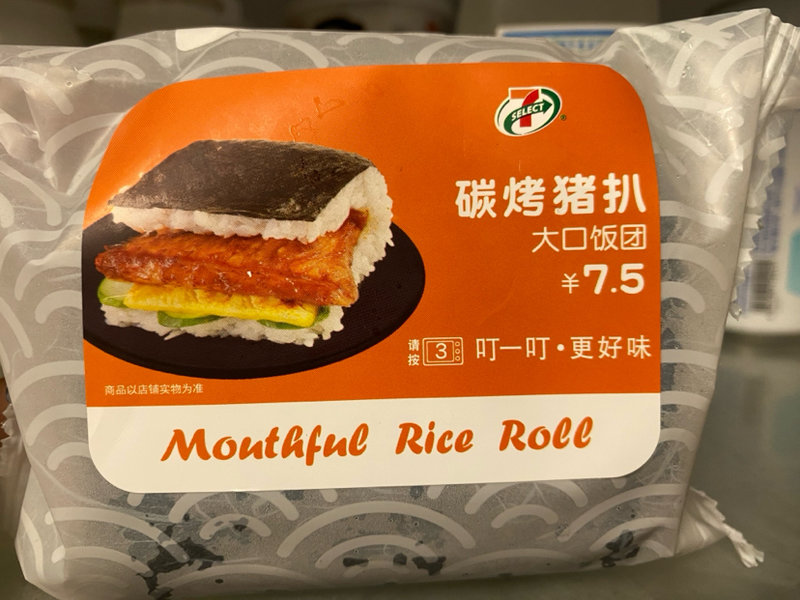 7
SELECT
®
碳烤猪扒
大口饭团
¥7.5
请按 3 叮一叮·更好味
商品以店铺实物为准
Mouthful Rice Roll